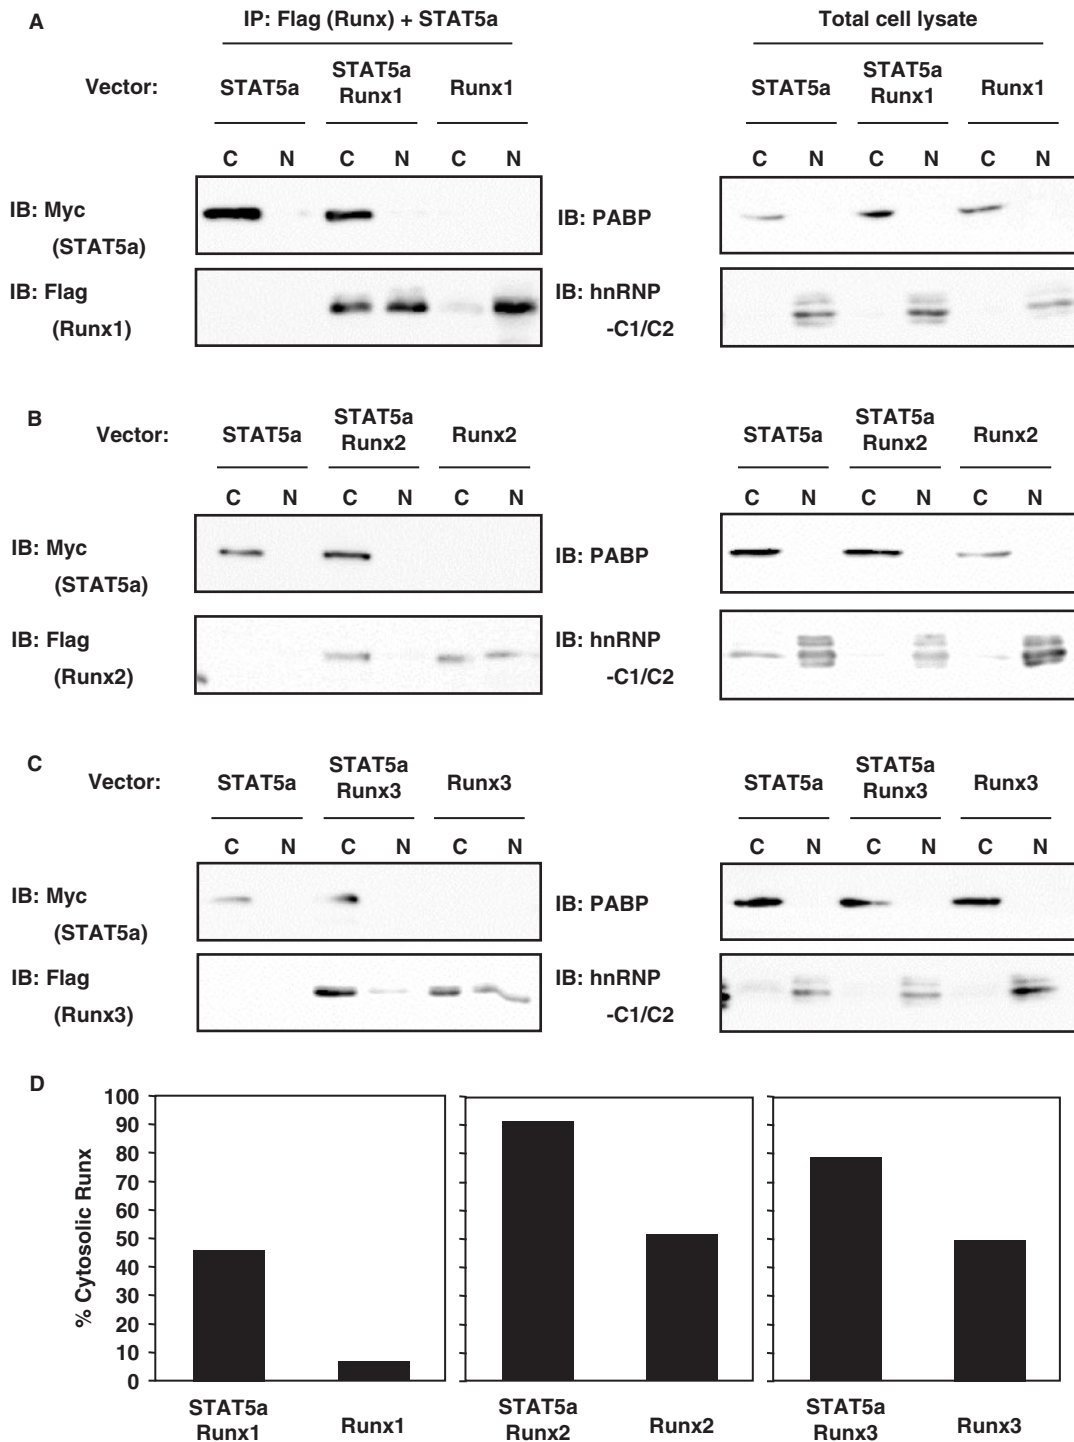 A
IP: Flag (Runx) + STAT5a
Total cell lysate
Vector:
STAT5a
STAT5a
Runx1
Runx1
STAT5a
STAT5a
Runx1
Runx1
C N C N C N
C N C N C N
IB: Myc
(STAT5a)
IB: PABP
IB: Flag
(Runx1)
IB: hnRNP
-C1/C2
B
Vector:
STAT5a
STAT5a
Runx2
Runx2
STAT5a
STAT5a
Runx2
Runx2
C N C N C N
C N C N C N
IB: Myc
(STAT5a)
IB: PABP
IB: Flag
(Runx2)
IB: hnRNP
-C1/C2
C
Vector:
STAT5a
STAT5a
Runx3
Runx3
STAT5a
STAT5a
Runx3
Runx3
C N C N C N
C N C N C N
IB: Myc
(STAT5a)
IB: PABP
IB: Flag
(Runx3)
IB: hnRNP
-C1/C2
D
% Cytosolic Runx
100
90
80
70
60
50
40
30
20
10
0
STAT5a
Runx1
Runx1
STAT5a
Runx2
Runx2
STAT5a
Runx3
Runx3